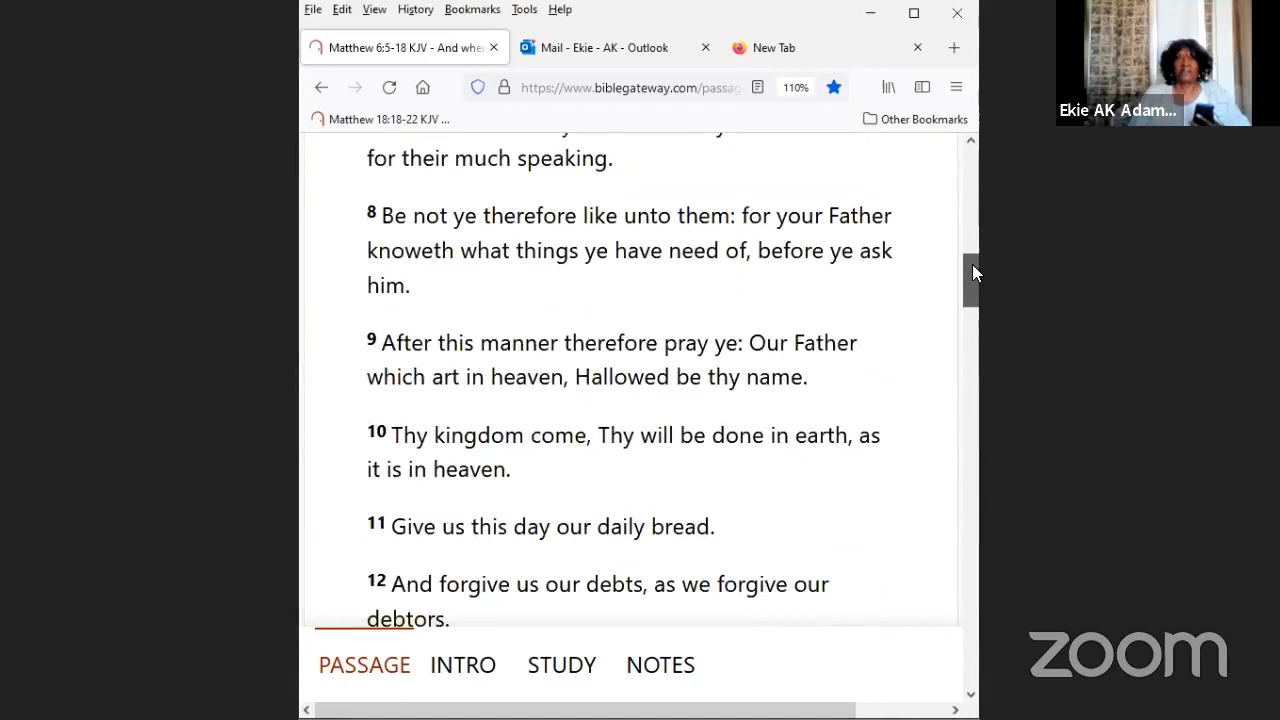 File Edit View History Bookmarks Tools Help
Matthew 6:5-18 KJV - And whe
Mail - Ekie - AK - Outlook
New Tab
https://www.biblegateway.com/passag
110%
Matthew 18:18-22 KJV ...
Other Bookmarks
for their much speaking.
8 Be not ye therefore like unto them: for your Father
knoweth what things ye have need of, before ye ask
him.
9 After this manner therefore pray ye: Our Father
which art in heaven, Hallowed be thy name.
10 Thy kingdom come, Thy will be done in earth, as
it is in heaven.
11 Give us this day our daily bread.
12 And forgive us our debts, as we forgive our
debtors.
PASSAGE INTRO STUDY NOTES
Ekie AK Adam...
zoom